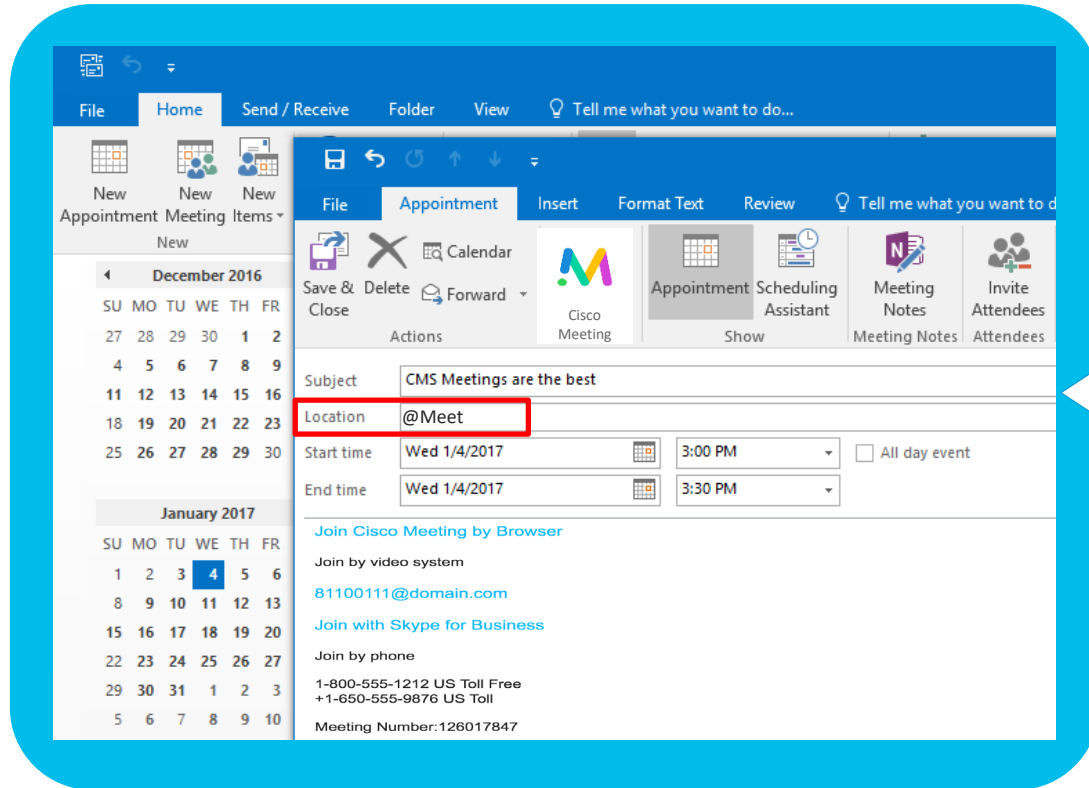 File Home Send / Receive Folder View Tell me what you want to do...
New Appointment
New Meeting
New Items
New
December 2016
SU MO TU WE TH FR
27 28 29 30 1 2
4 5 6 7 8 9
11 12 13 14 15 16
18 19 20 21 22 23
25 26 27 28 29 30
January 2017
SU MO TU WE TH FR
1 2 3 4 5 6
8 9 10 11 12 13
15 16 17 18 19 20
22 23 24 25 26 27
29 30 31 1 2 3
5 6 7 8 9 10
File Appointment Insert Format Text Review Tell me what you want to d
Save & Close
Delete
Calendar
Forward
Actions
Cisco Meeting
Appointment
Scheduling Assistant
Show
Meeting Notes
Meeting Notes
Invite Attendees
Attendees
Subject CMS Meetings are the best
Location @Meet
Start time Wed 1/4/2017 3:00 PM All day event
End time Wed 1/4/2017 3:30 PM
Join Cisco Meeting by Browser
Join by video system
81100111@domain.com
Join with Skype for Business
Join by phone
1-800-555-1212 US Toll Free
+1-650-555-9876 US Toll
Meeting Number:126017847